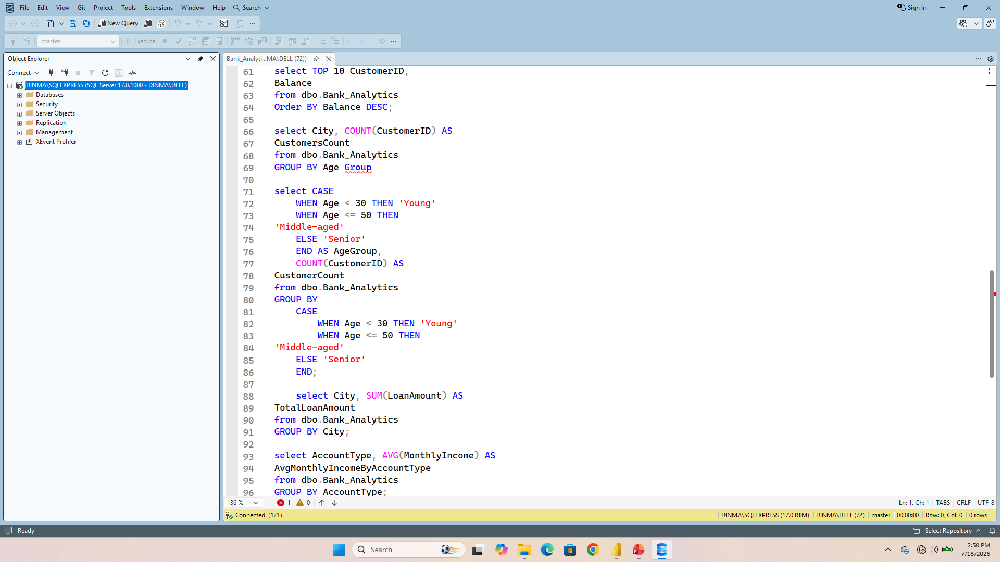 File Edit View Git Project Tools Extensions Window Help Search Sign in
New Query DAX
master Execute
Object Explorer
Connect
DINMA\SQLEXPRESS (SQL Server 17.0.1000 - DINMA\DELL)
Databases
Security
Server Objects
Replication
Management
XEvent Profiler
Bank_Analyti...MA\DELL (72))
61 select TOP 10 CustomerID,
62 Balance
63 from dbo.Bank_Analytics
64 Order BY Balance DESC;
65
66 select City, COUNT(CustomerID) AS
67 CustomersCount
68 from dbo.Bank_Analytics
69 GROUP BY Age Group
70
71 select CASE
72 WHEN Age < 30 THEN 'Young'
73 WHEN Age <= 50 THEN
74 'Middle-aged'
75 ELSE 'Senior'
76 END AS AgeGroup,
77 COUNT(CustomerID) AS
78 CustomerCount
79 from dbo.Bank_Analytics
80 GROUP BY
81 CASE
82 WHEN Age < 30 THEN 'Young'
83 WHEN Age <= 50 THEN
84 'Middle-aged'
85 ELSE 'Senior'
86 END;
87
88 select City, SUM(LoanAmount) AS
89 TotalLoanAmount
90 from dbo.Bank_Analytics
91 GROUP BY City;
92
93 select AccountType, AVG(MonthlyIncome) AS
94 AvgMonthlyIncomeByAccountType
95 from dbo.Bank_Analytics
96 GROUP BY AccountType;
136 % 1 0 Ln: 1, Ch: 1 TABS CRLF UTF-8
Connected. (1/1) DINMA\SQLEXPRESS (17.0 RTM) DINMA\DELL (72) master 00:00:00 Row: 0, Col: 0 0 rows
Ready Select Repository
Search
2:50 PM
7/18/2026